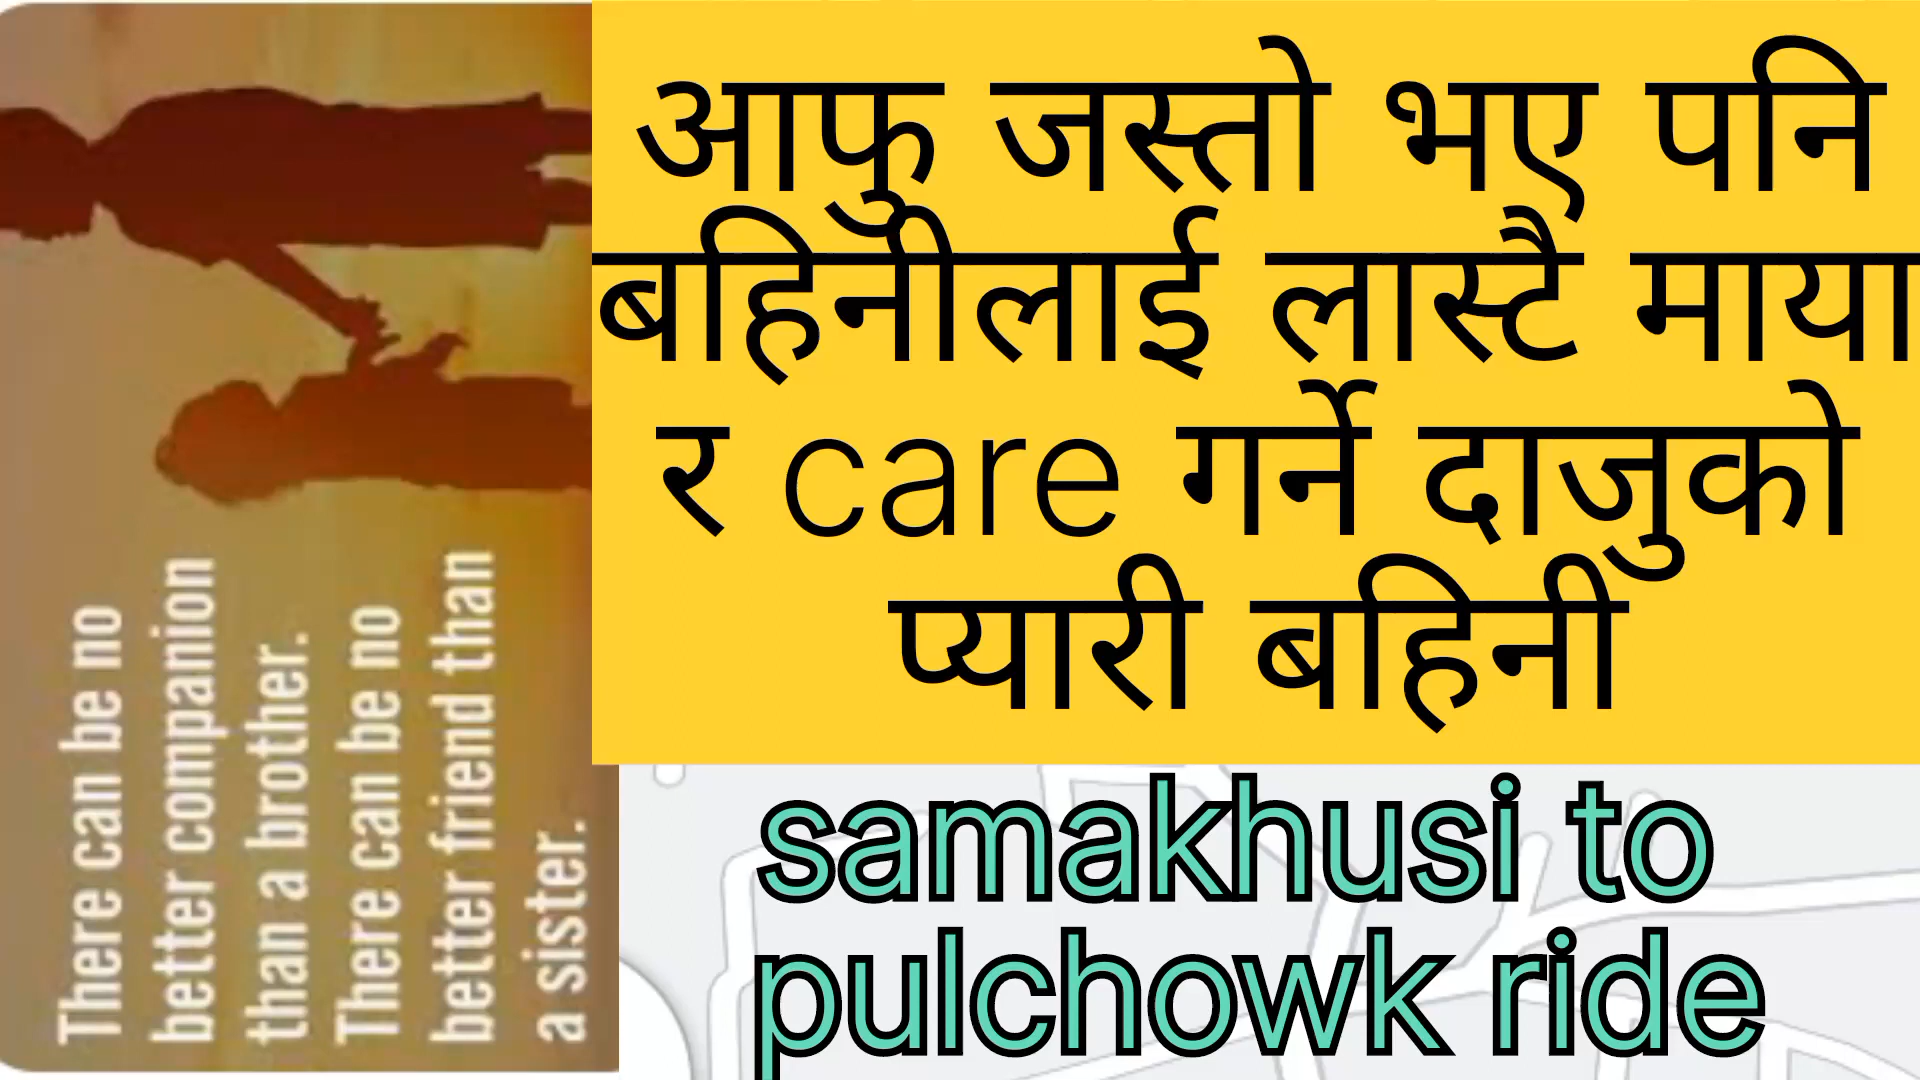 There can be no
better companion
than a brother.
There can be no
better friend than
a sister.
आफु जस्तो भए पनि
बहिनीलाई लास्टै माया
र care गर्ने दाजुको
प्यारी बहिनी
samakhusi to
pulchowk ride